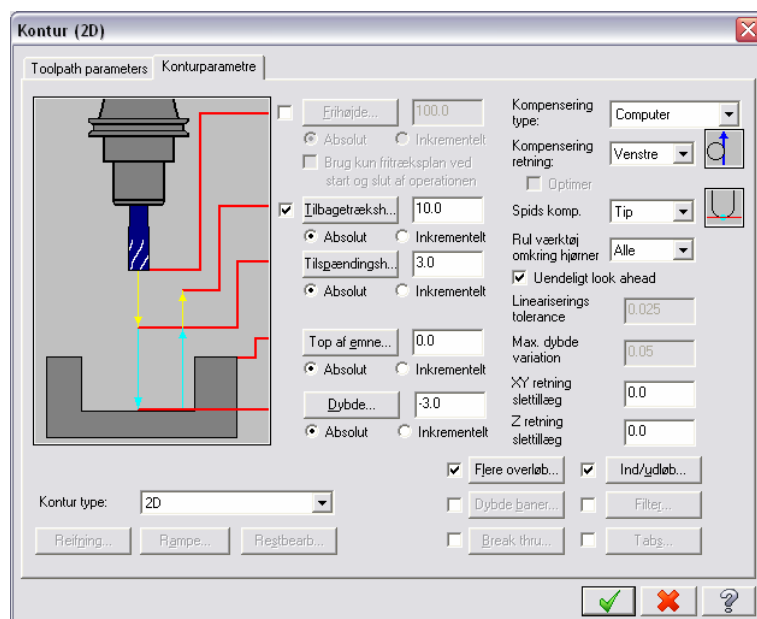 Kontur (2D)
Toolpath parameters Konturparametre
Frihøjde... 100.0
Absolut Inkrementelt
Brug kun fritræksplan ved
start og slut af operationen
Tilbagetræksh... 10.0
Absolut Inkrementelt
Tilspændingsh... 3.0
Absolut Inkrementelt
Top af emne... 0.0
Absolut Inkrementelt
Dybde... -3.0
Absolut Inkrementelt
Kompensering
type: Computer
Kompensering
retning: Venstre
Optimer
Spids komp. Tip
Rul værktøj
omkring hjørner Alle
Uendeligt look ahead
Lineariserings
tolerance 0.025
Max. dybde
variation 0.05
XY retning
slettillæg 0.0
Z retning
slettillæg 0.0
Flere overløb... Ind/udløb...
Kontur type: 2D
Dybde baner... Filter...
Reifning... Rampe... Restbearb... Break thru... Tabs...